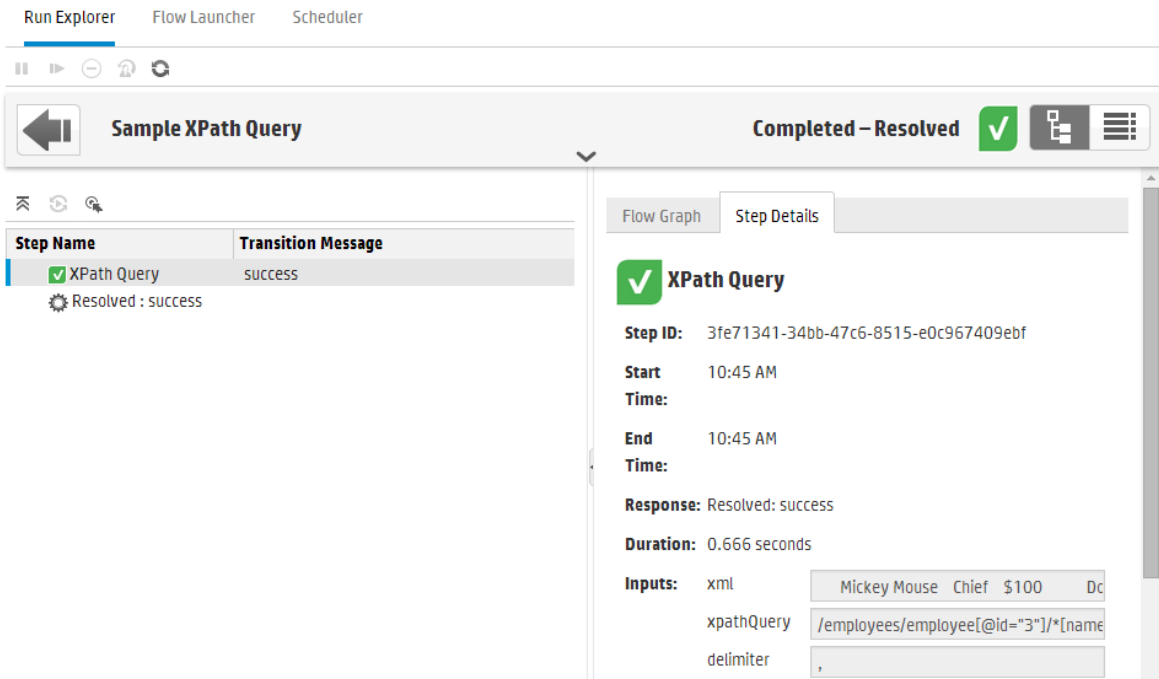 Run Explorer Flow Launcher Scheduler
Sample XPath Query Completed – Resolved
Step Name Transition Message
XPath Query success
Resolved : success
Flow Graph Step Details
XPath Query
Step ID: 3fe71341-34bb-47c6-8515-e0c967409ebf
Start Time: 10:45 AM
End Time: 10:45 AM
Response: Resolved: success
Duration: 0.666 seconds
Inputs: xml Mickey Mouse Chief $100 Dc
xpathQuery /employees/employee[@id="3"]/*[name
delimiter ,